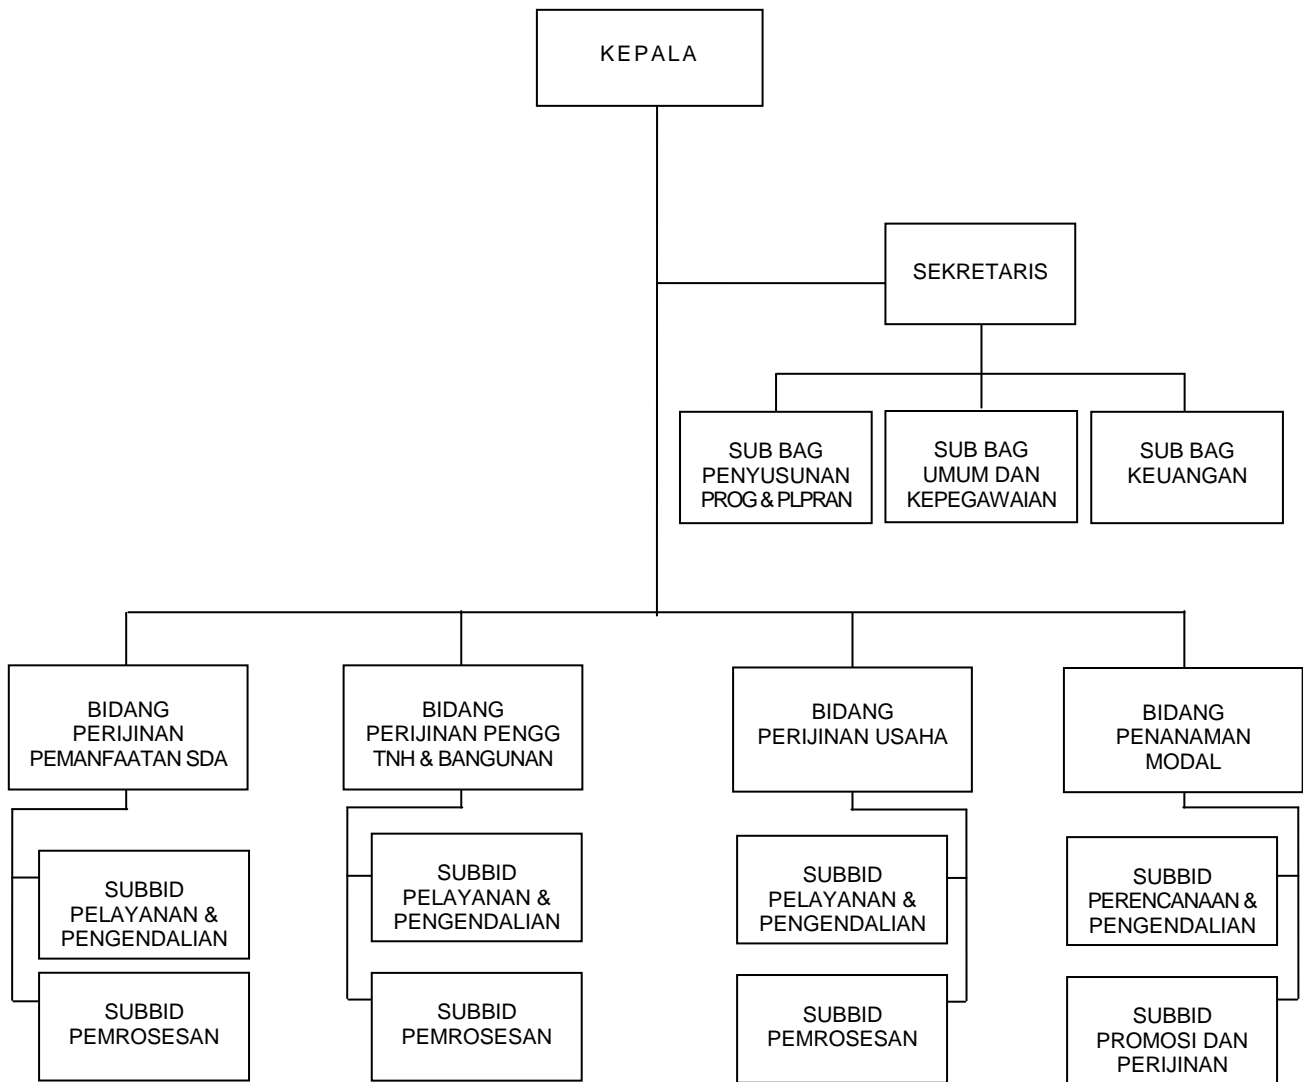 KEPALA
SEKRETARIS
SUB BAG
PENYUSUNAN
PROG & PLPRAN
SUB BAG
UMUM DAN
KEPEGAWAIAN
SUB BAG
KEUANGAN
BIDANG
PERIJINAN
PEMANFAATAN SDA
BIDANG
PERIJINAN PENGG
TNH & BANGUNAN
BIDANG
PERIJINAN USAHA
BIDANG
PENANAMAN
MODAL
SUBBID
PELAYANAN &
PENGENDALIAN
SUBBID
PELAYANAN &
PENGENDALIAN
SUBBID
PELAYANAN &
PENGENDALIAN
SUBBID
PERENCANAAN &
PENGENDALIAN
SUBBID
PEMROSESAN
SUBBID
PEMROSESAN
SUBBID
PEMROSESAN
SUBBID
PROMOSI DAN
PERIJINAN